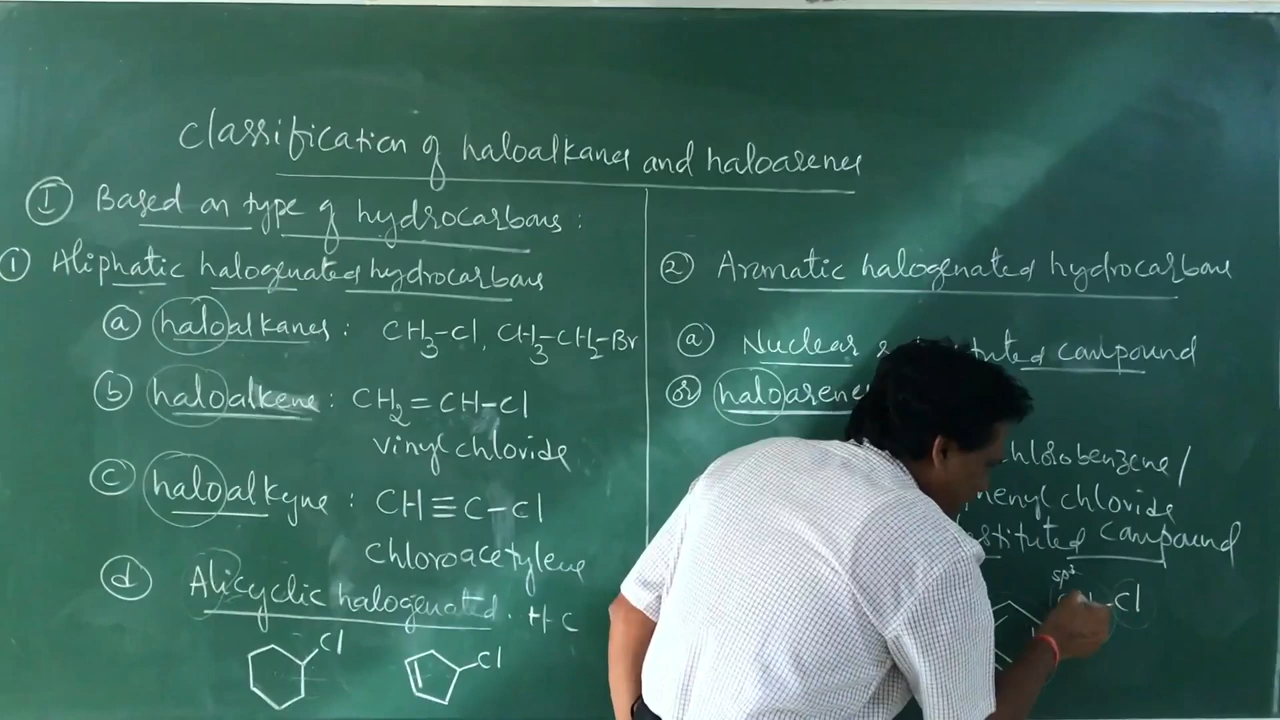 Classification of haloalkanes and haloarenes
I Based on type of hydrocarbons :
1 Aliphatic halogenated hydrocarbons
a haloalkanes : CH3-Cl, CH3-CH2-Br
b haloalkene : CH2=CH-Cl
vinyl chloride
c haloalkyne : CH≡C-Cl
chloroacetylene
d Alicyclic halogenated. H-C
Cl
Cl
2 Aromatic halogenated hydrocarbons
a Nuclear compound
or haloarene
hlorobenzene /
henyl chloride
stituted compound
sp³
Cl